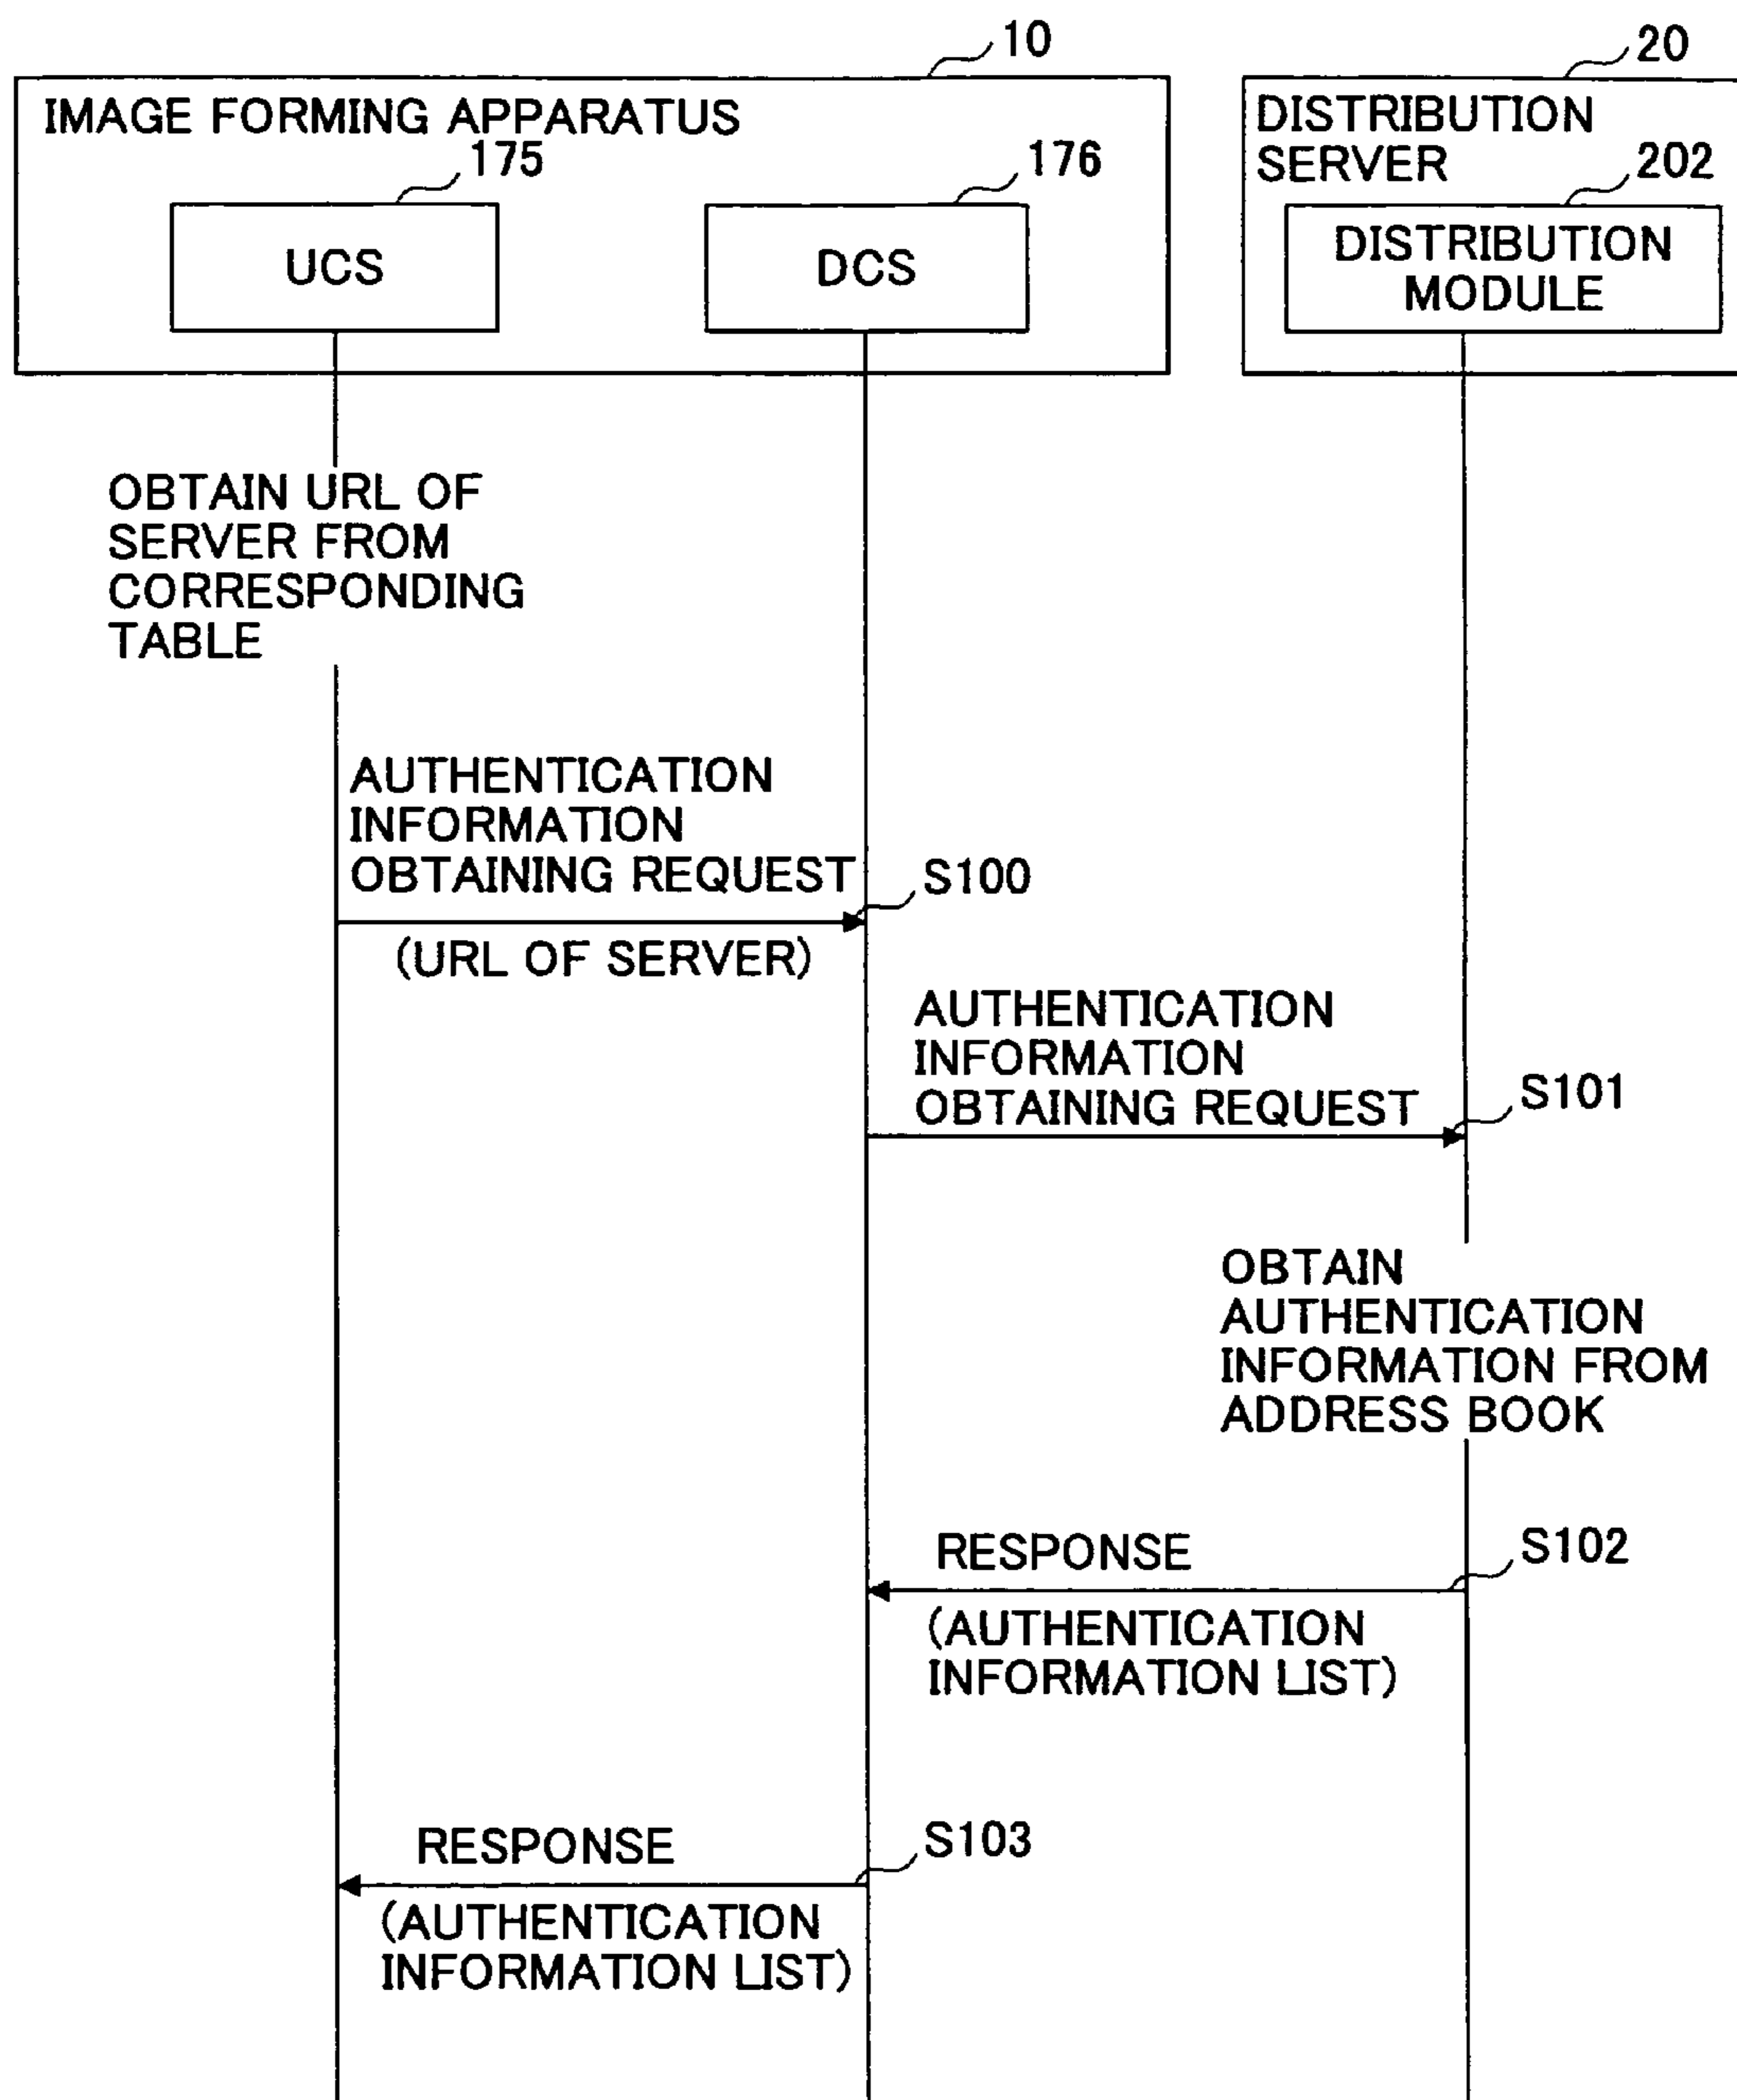 10
20
IMAGE FORMING APPARATUS
175
176
UCS
DCS
DISTRIBUTION
SERVER
202
DISTRIBUTION
MODULE
OBTAIN URL OF
SERVER FROM
CORRESPONDING
TABLE
AUTHENTICATION
INFORMATION
OBTAINING REQUEST
S100
(URL OF SERVER)
AUTHENTICATION
INFORMATION
OBTAINING REQUEST
S101
OBTAIN
AUTHENTICATION
INFORMATION FROM
ADDRESS BOOK
RESPONSE
S102
(AUTHENTICATION
INFORMATION LIST)
RESPONSE
S103
(AUTHENTICATION
INFORMATION LIST)